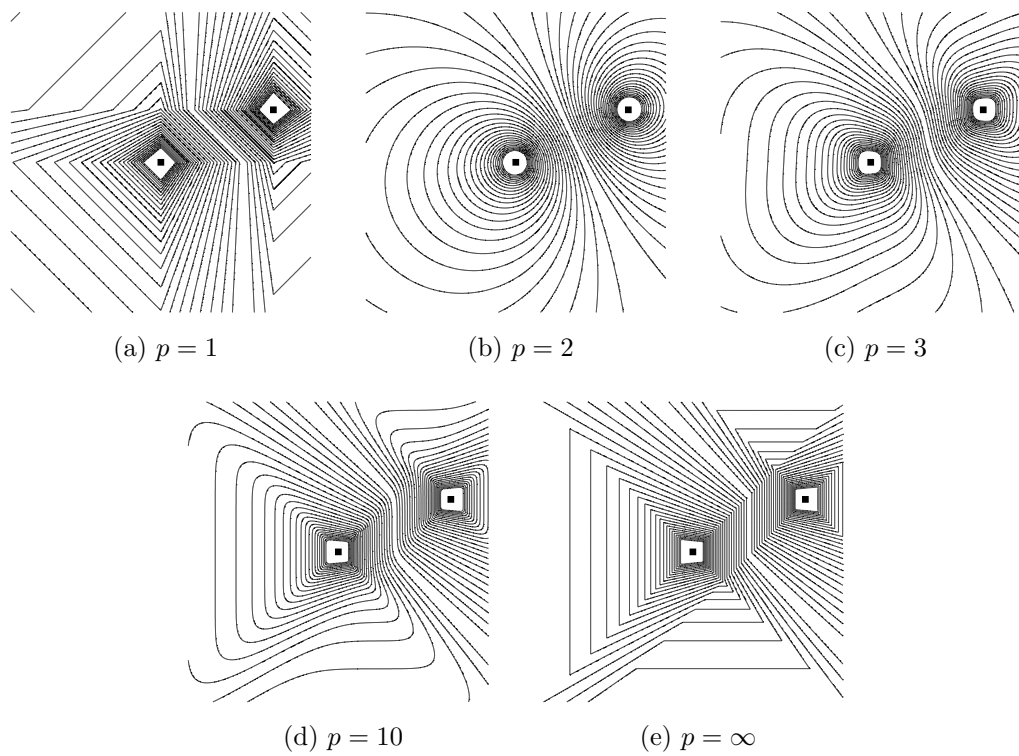 (a) p = 1
(b) p = 2
(c) p = 3
(d) p = 10
(e) p = ∞